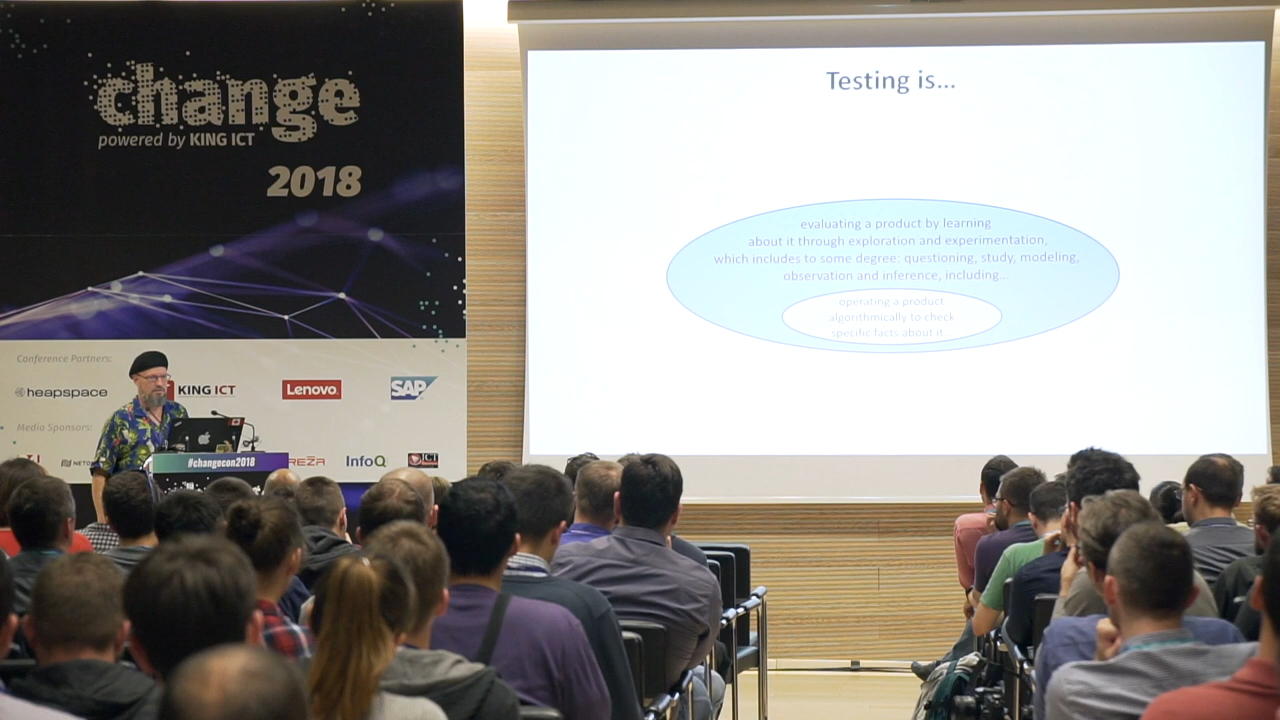 change
powered by KING ICT
2018
Conference Partners:
heapspace
KING ICT
Lenovo
SAP
Media Sponsors:
InfoQ
ICT
#changecon2018
Testing is...
evaluating a product by learning
about it through exploration and experimentation,
which includes to some degree: questioning, study, modeling,
observation and inference, including...
operating a product
algorithmically to check
specific facts about it...